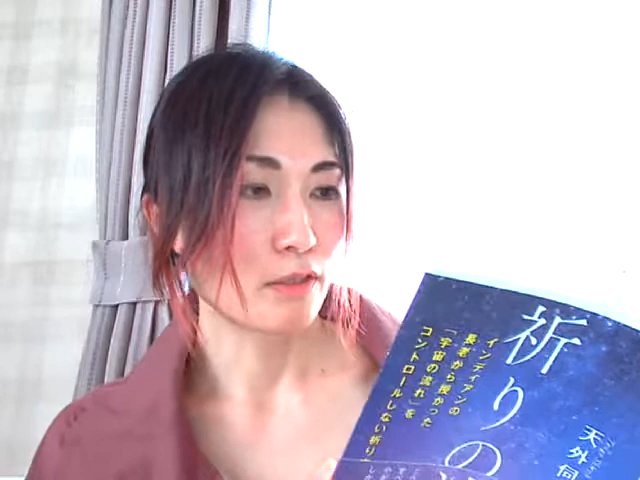 祈りの
インディアンの
長老から授かった
「宇宙の流れ」を
コントロールしない祈り
天外伺